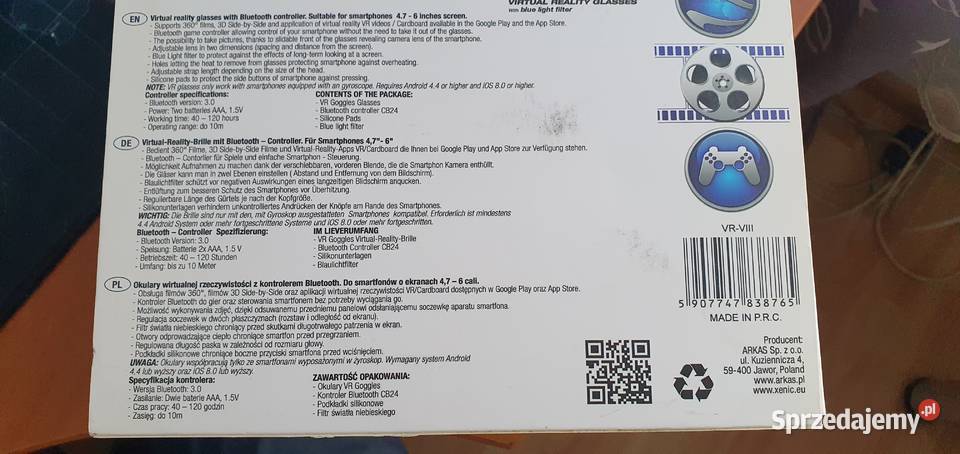 VIRTUAL REALITY GLASSES
WITH blue light filter
EN Virtual reality glasses with Bluetooth controller. Suitable for smartphones 4.7 - 6 inches screen.
- Supports 360° films, 3D Side-by-Side and application of virtual reality VR videos / Cardboard available in the Google Play and the App Store.
- Bluetooth game controller allowing control of your smartphone without the need to take it out of the glasses.
- The possibility to take pictures, thanks to slidable front of the glasses revealing camera lens of the smartphone.
- Adjustable lens in two dimensions (spacing and distance from the screen).
- Blue Light filter to protect against the effects of long-term looking at a screen.
- Holes letting the heat to remove from glasses protecting smartphone against overheating.
- Adjustable strap length depending on the size of the head.
- Silicone pads to protect the side buttons of smartphone against pressing.
NOTE: VR glasses only work with smartphones equipped with an gyroscope. Requires Android 4.4 or higher and iOS 8.0 or higher.
Controller specifications:
- Bluetooth version: 3.0
- Power: Two batteries AAA, 1.5V
- Working time: 40 – 120 hours
- Operating range: do 10m
CONTENTS OF THE PACKAGE:
- VR Goggles Glasses
- Bluetooth controller CB24
- Silicone Pads
- Blue light filter
DE Virtual-Reality-Brille mit Bluetooth – Controller. Für Smartphones 4,7"- 6"
- Bedient 360° Filme, 3D Side-by-Side Filme und Virtual-Reality-Apps VR/Cardboard die Ihnen bei Google Play und App Store zur Verfügung stehen.
- Bluetooth – Contorller für Spiele und einfache Smartphon - Steuerung.
- Möglichkeit Aufnahmen zu machen dank der verschiebbaren, vorderen Blende, die die Smartphon Kamera enthüllt.
- Die Gläser kann man in zwei Ebenen einstellen ( Abstand und Entfernung von dem Bildschirm).
- Blaulichtfilter schützt vor negativen Auswirkungen eines langzeitigen Bildschirm angucken.
- Entlüftung zum besseren Schutz des Smartphones vor Überhitzung.
- Regulierbare Länge des Gürtels je nach der Kopfgröße.
- Silikonunterlagen verhindern unkontrolliertes Andrücken der Knöpfe am Rande des Smartphones.
WICHTIG: Die Brille sind nur mit den, mit Gyroskop ausgestatteten Smartphones kompatibel. Erforderlich ist mindestens
4.4 Android System oder mehr fortgeschrittene Systeme und iOS 8.0 oder mehr fortgeschritten.
Bluetooth – Controller Spezifizierung:
- Bluetooth Version: 3.0
- Speisung: Batterie 2x AAA, 1.5 V
- Betriebszeit: 40 – 120 Stunden
- Umfang: bis zu 10 Meter
IM LIEFERUMFANG
- VR Goggles Virtual-Reality-Brille
- Bluetooth Controller CB24
- Silikonunterlagen
- Blaulichtfilter
PL Okulary wirtualnej rzeczywistości z kontrolerem Bluetooth. Do smartfonów o ekranach 4,7 – 6 cali.
- Obsługa filmów 360°, filmów 3D Side-by-Side oraz aplikacji wirtualnej rzeczywistości VR/Cardboard dostępnych w Google Play oraz App Store.
- Kontroler Bluetooth do gier oraz sterowania smartfonem bez potrzeby wyciągania go.
- Możliwość wykonywania zdjęć, dzięki odsuwanemu przedniemu panelowi odsłaniającemu soczewkę aparatu smartfona.
- Regulacja soczewek w dwóch płaszczyznach (rozstaw i odległość od ekranu).
- Filtr światła niebieskiego chroniący przed skutkami długotrwałego patrzenia w ekran.
- Otwory odprowadzające ciepło chroniące smartfon przed przegrzaniem.
- Regulowana długość paska w zależności od rozmiaru głowy.
- Podkładki silikonowe chroniące boczne przyciski smartfona przed wciśnięciem.
UWAGA: Okulary współpracują tylko ze smartfonami wyposażonymi w żyroskop. Wymagany system Android
4.4 lub wyższy oraz iOS 8.0 lub wyższy.
Specyfikacja kontrolera:
- Wersja Bluetooth: 3.0
- Zasilanie: Dwie baterie AAA, 1.5V
- Czas pracy: 40 – 120 godzin
- Zasięg: do 10m
ZAWARTOŚĆ OPAKOWANIA:
- Okulary VR Goggles
- Kontroler Bluetooth CB24
- Podkładki silikonowe
- Filtr światła niebieskiego
VR-VIII
5 907747 838765
MADE IN P.R.C.
Producent:
ARKAS Sp. z o.o.
ul. Kuziennicza 4,
59-400 Jawor, Poland
www.arkas.pl
www.xenic.eu
Sprzedajemy.pl